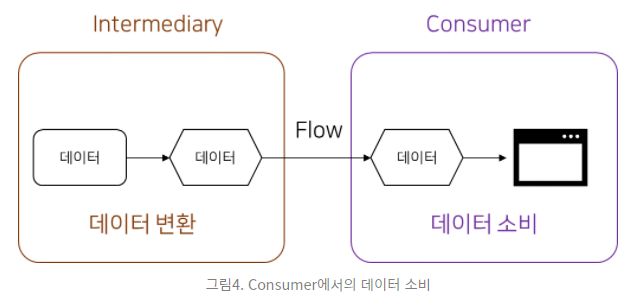 Intermediary
Consumer
데이터
데이터
Flow
데이터
데이터 변환
데이터 소비
그림4. Consumer에서의 데이터 소비